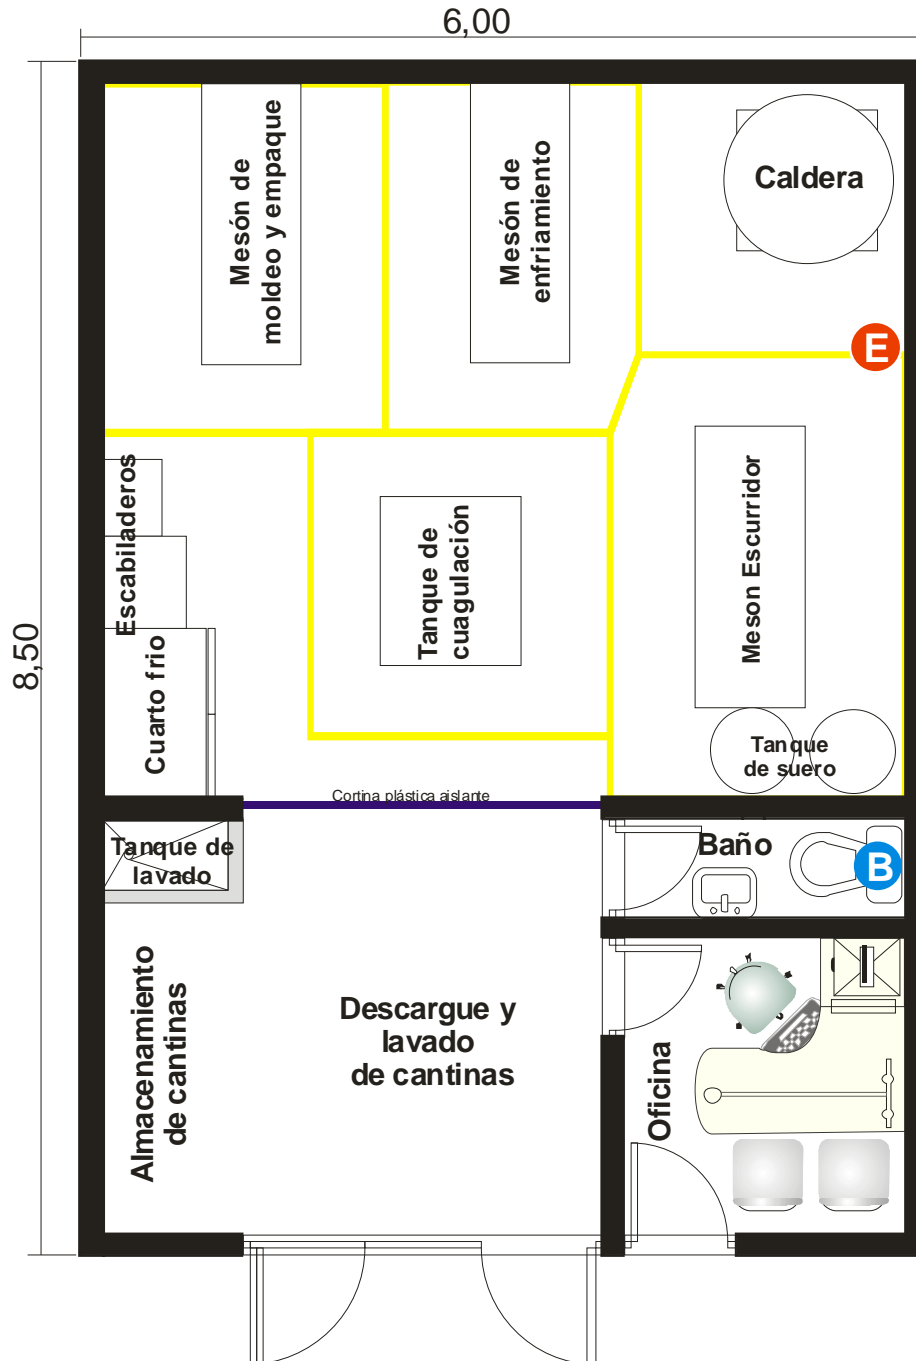 6,00
Mesón de
moldeo y empaque
Mesón de
enfriamiento
Caldera
E
8,50
Escabiladeros
Cuarto frio
Tanque de
cuagulación
Meson Escurridor
Tanque
de suero
Cortina plástica aislante
Tanque de
lavado
Baño
B
Almacenamiento
de cantinas
Descargue y
lavado
de cantinas
Oficina